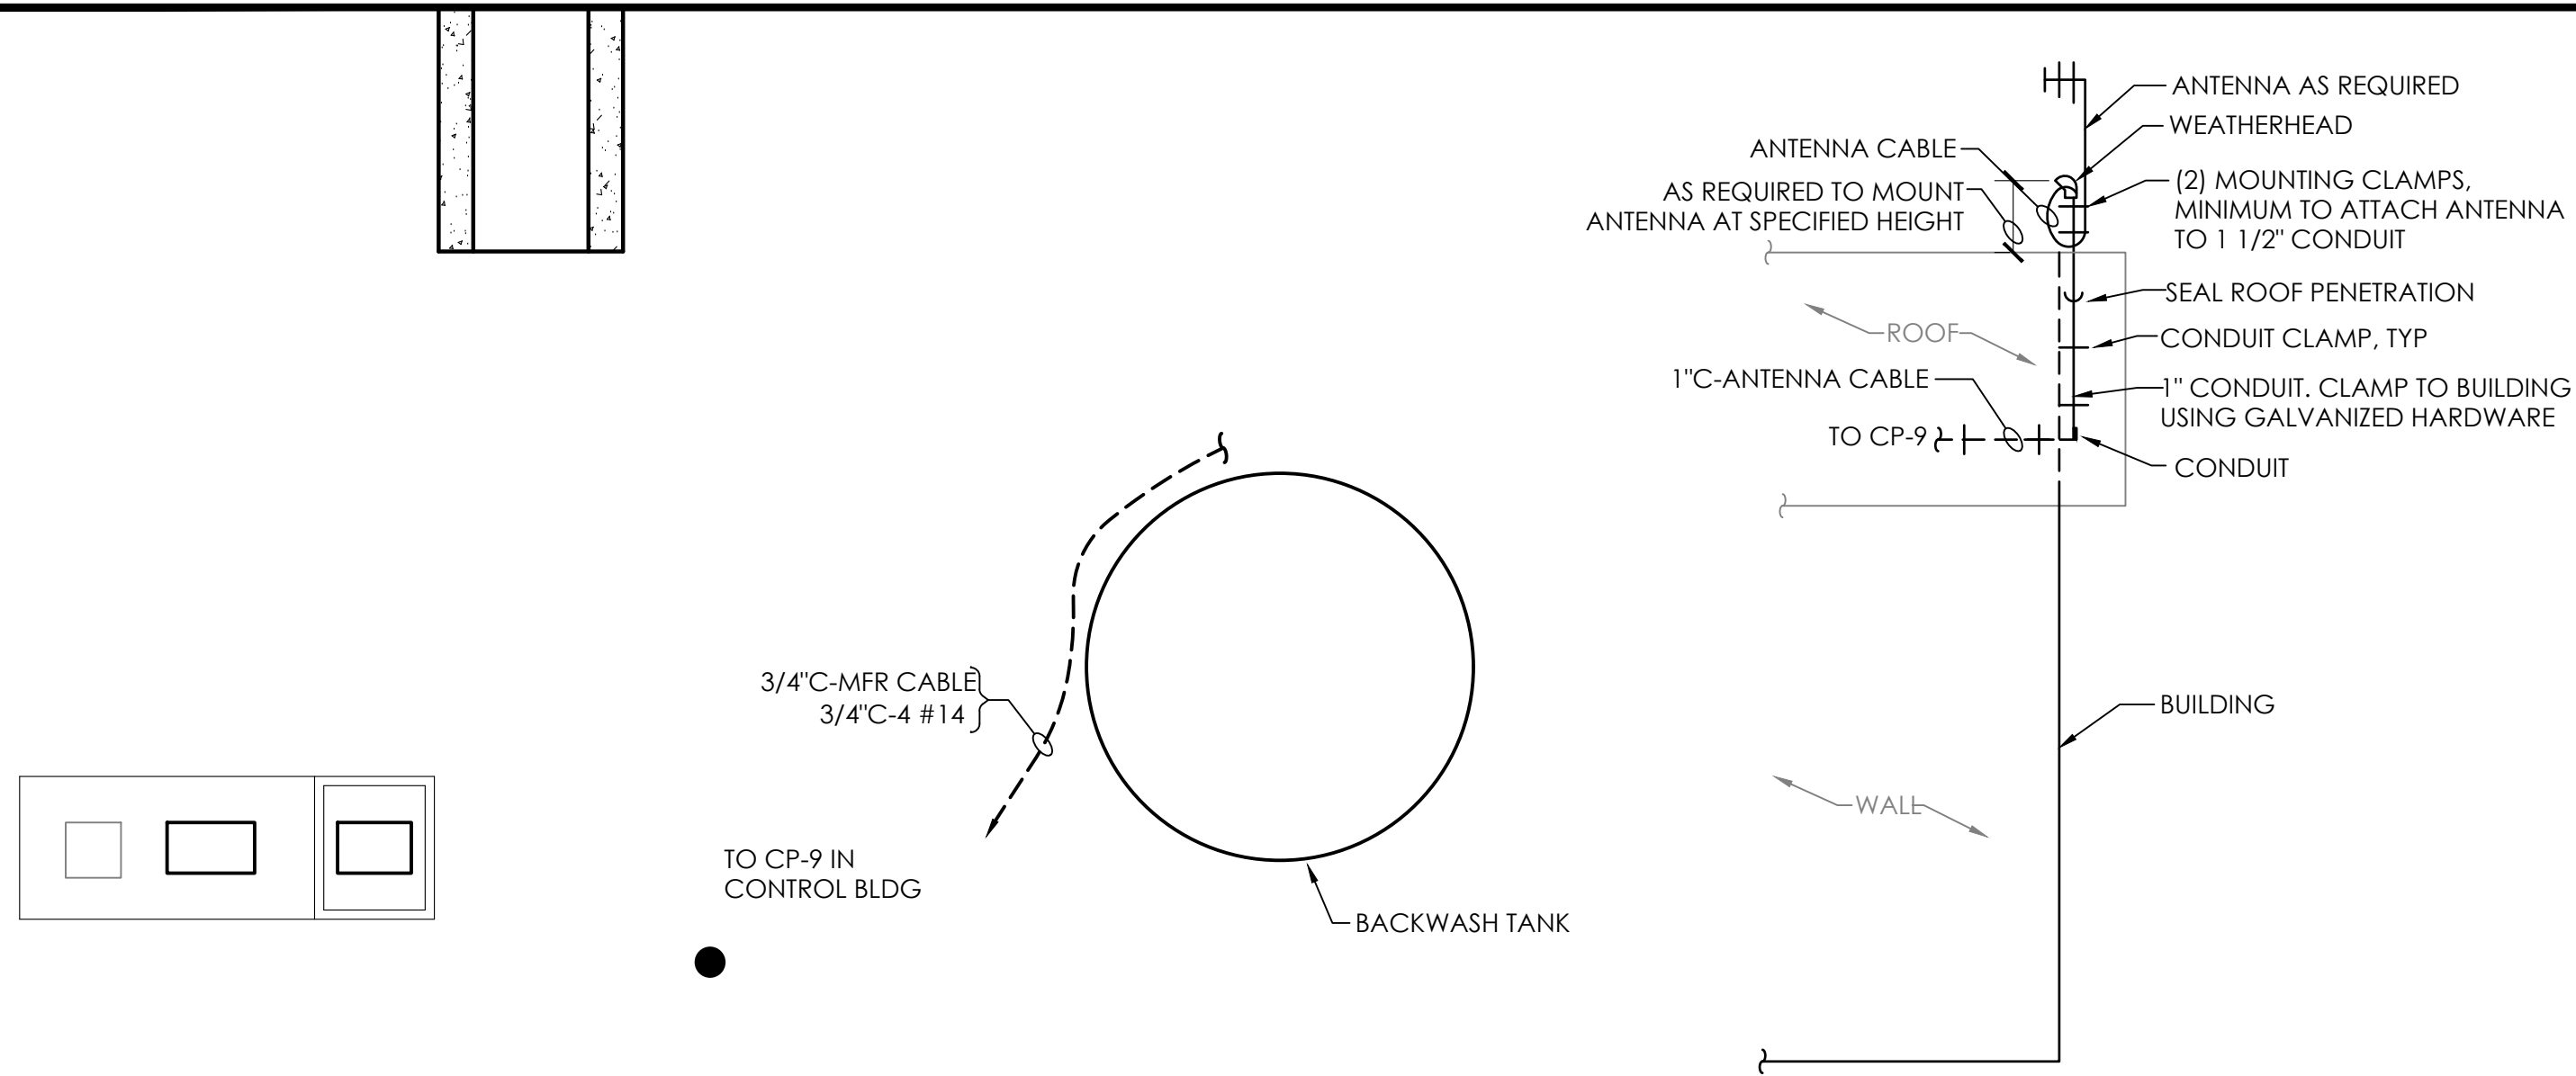 ANTENNA AS REQUIRED
WEATHERHEAD
ANTENNA CABLE
AS REQUIRED TO MOUNT
ANTENNA AT SPECIFIED HEIGHT
(2) MOUNTING CLAMPS,
MINIMUM TO ATTACH ANTENNA
TO 1 1/2" CONDUIT
SEAL ROOF PENETRATION
ROOF
CONDUIT CLAMP, TYP
1"C-ANTENNA CABLE
1" CONDUIT. CLAMP TO BUILDING
USING GALVANIZED HARDWARE
TO CP-9
CONDUIT
3/4"C-MFR CABLE
3/4"C-4 #14
BUILDING
WALL
TO CP-9 IN
CONTROL BLDG
BACKWASH TANK